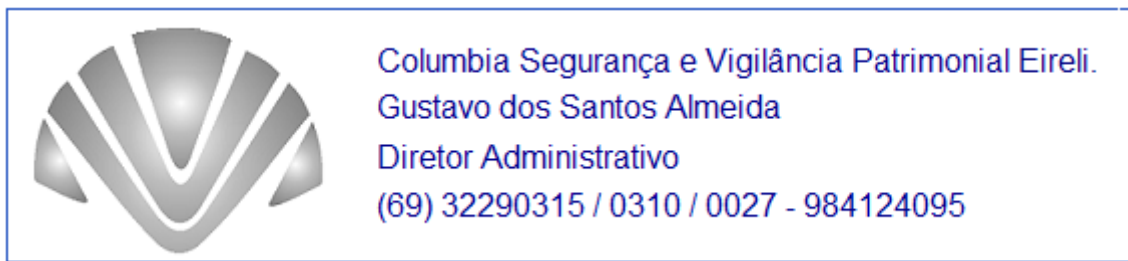 Columbia Segurança e Vigilância Patrimonial Eireli.
Gustavo dos Santos Almeida
Diretor Administrativo
(69) 32290315 / 0310 / 0027 - 984124095